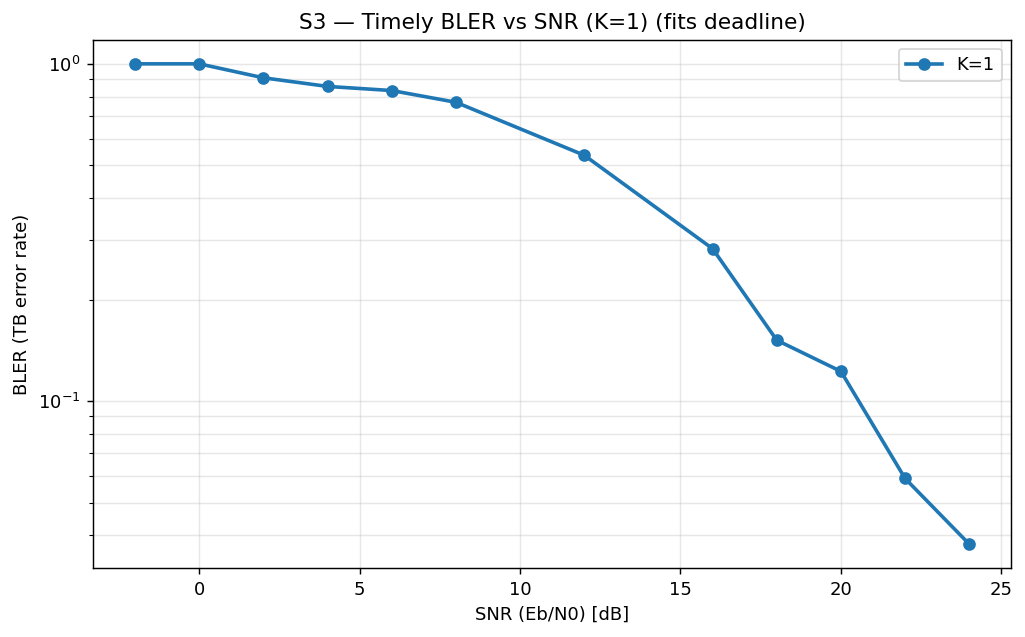 S3 — Timely BLER vs SNR (K=1) (fits deadline)
K=1
10⁰
10⁻¹
BLER (TB error rate)
0 5 10 15 20 25
SNR (Eb/N0) [dB]